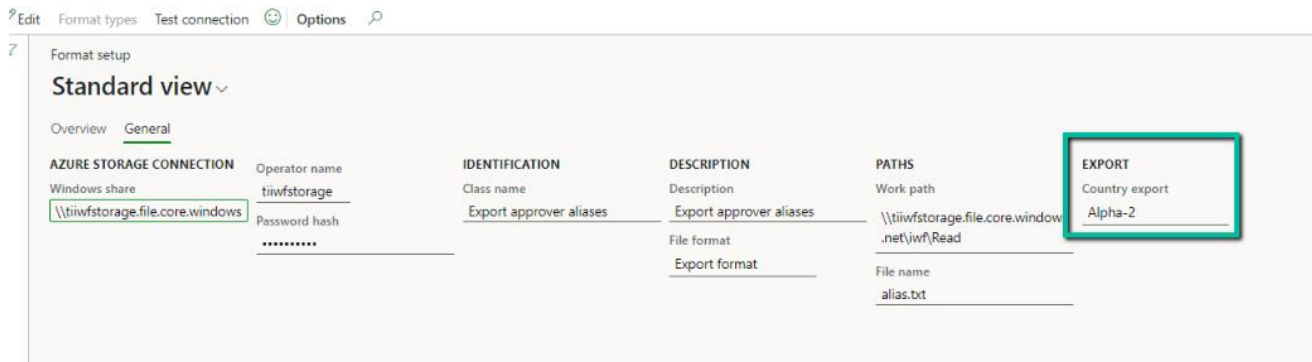 Edit Format types Test connection Options
Format setup
Standard view
Overview General
AZURE STORAGE CONNECTION
Windows share
\\tiiwfstorage.file.core.windows
Operator name
tiiwfstorage
Password hash
••••••••••
IDENTIFICATION
Class name
Export approver aliases
DESCRIPTION
Description
Export approver aliases
File format
Export format
PATHS
Work path
\\tiiwfstorage.file.core.window
.net\iwf\Read
File name
alias.txt
EXPORT
Country export
Alpha-2